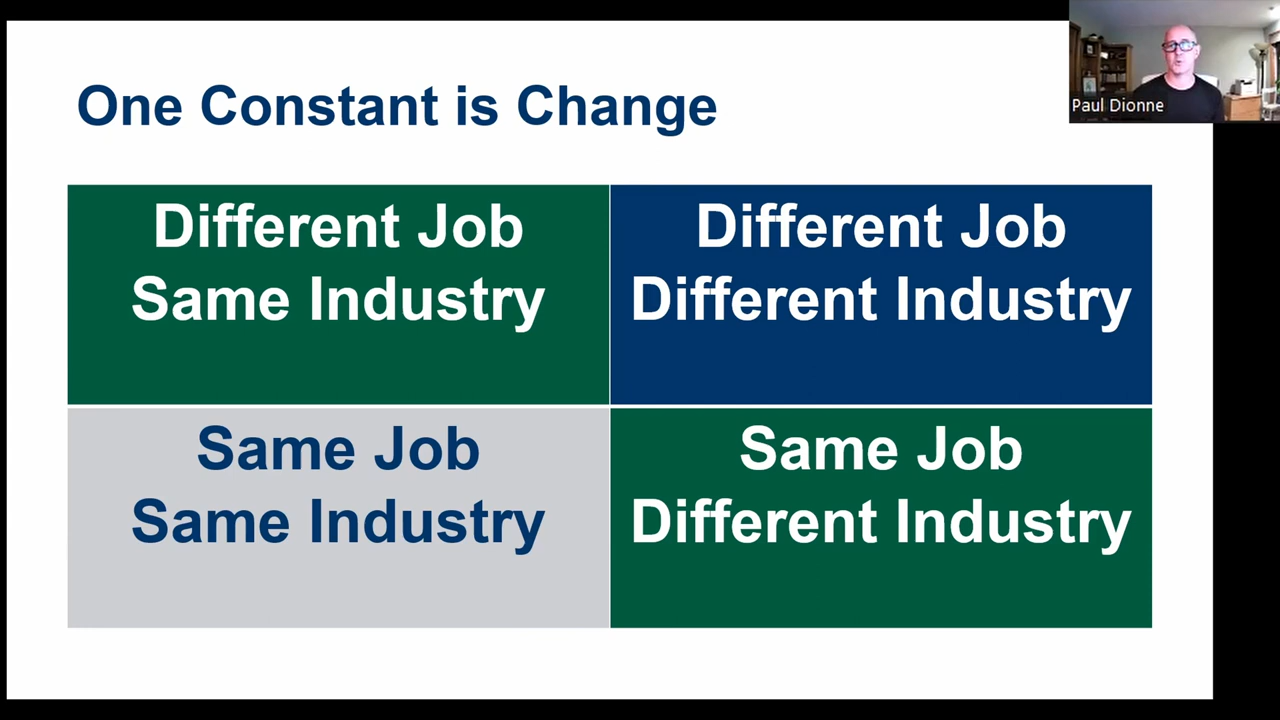 One Constant is Change
Paul Dionne
Different Job
Same Industry
Different Job
Different Industry
Same Job
Same Industry
Same Job
Different Industry